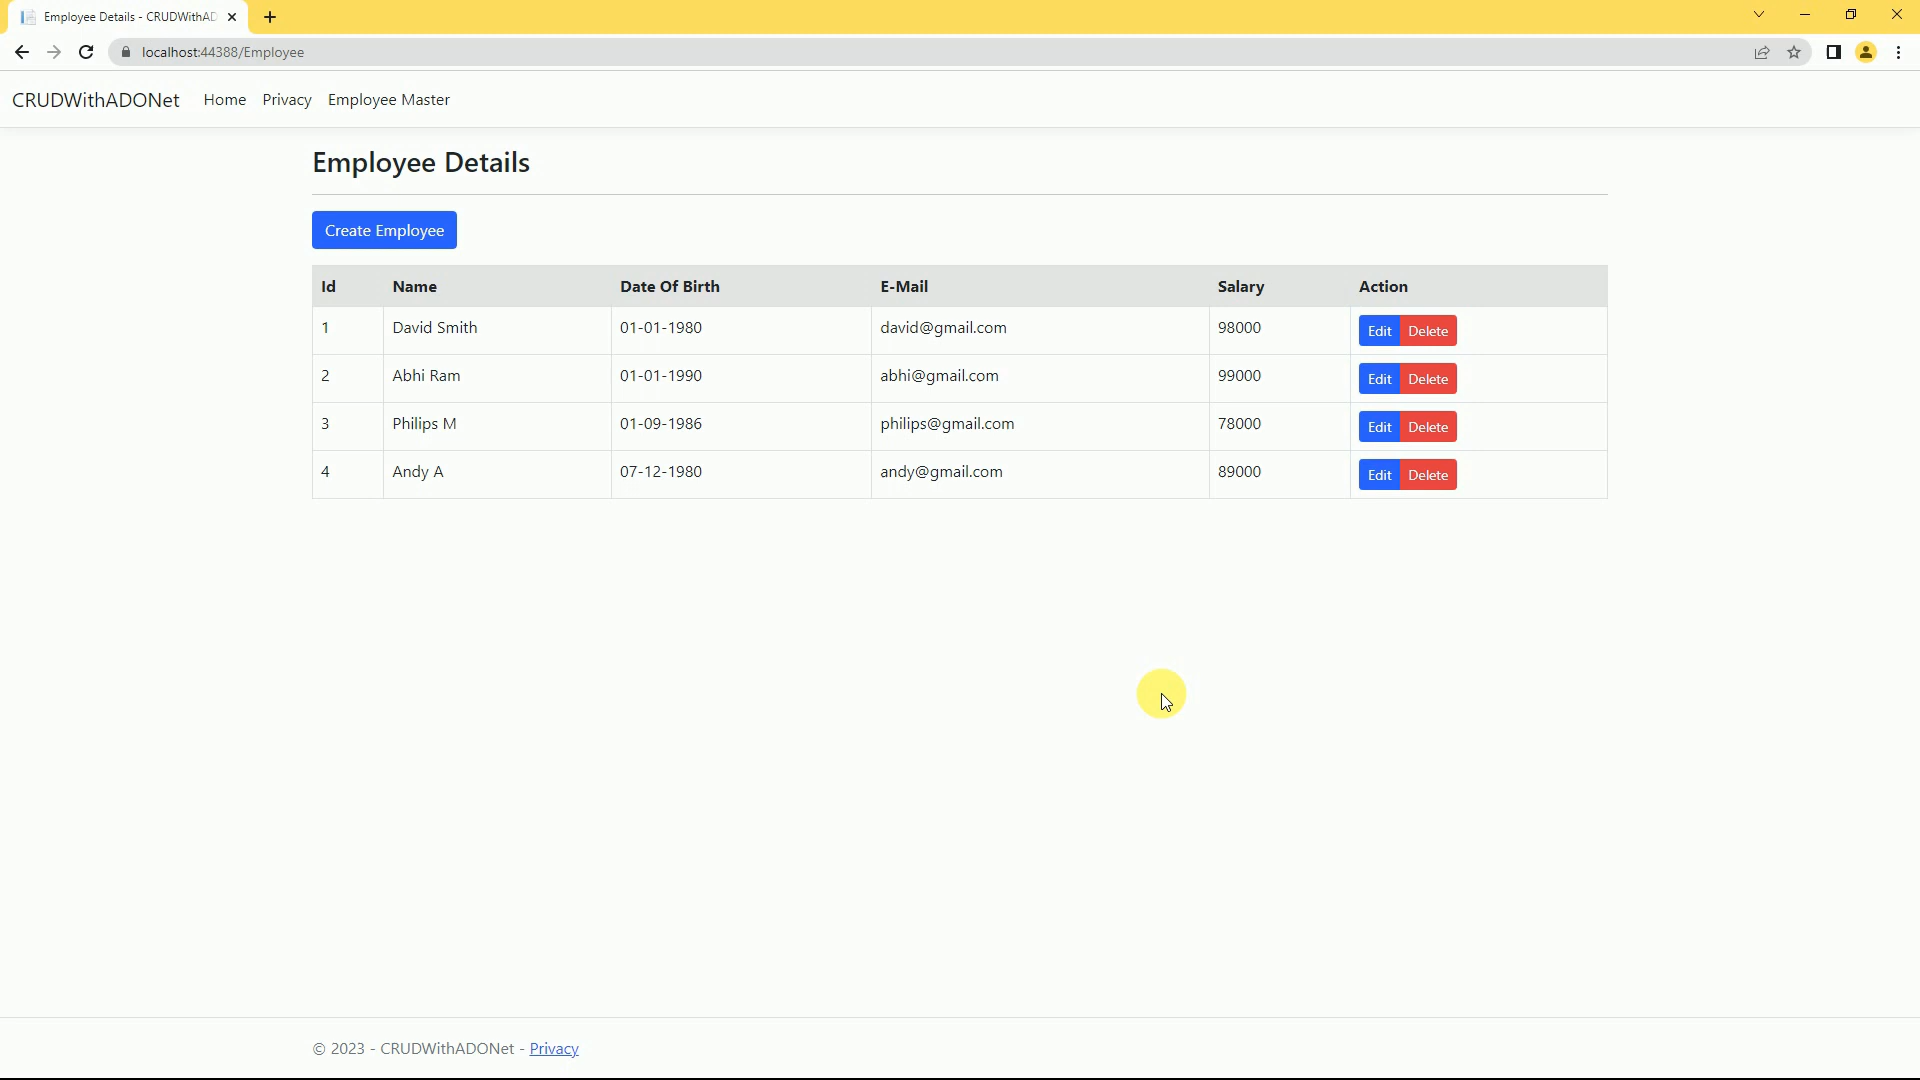 Employee Details - CRUDWithAD
localhost:44388/Employee
CRUDWithADONet Home Privacy Employee Master
Employee Details
Create Employee
Id Name Date Of Birth E-Mail Salary Action
1 David Smith 01-01-1980 david@gmail.com 98000 Edit Delete
2 Abhi Ram 01-01-1990 abhi@gmail.com 99000 Edit Delete
3 Philips M 01-09-1986 philips@gmail.com 78000 Edit Delete
4 Andy A 07-12-1980 andy@gmail.com 89000 Edit Delete
© 2023 - CRUDWithADONet - Privacy